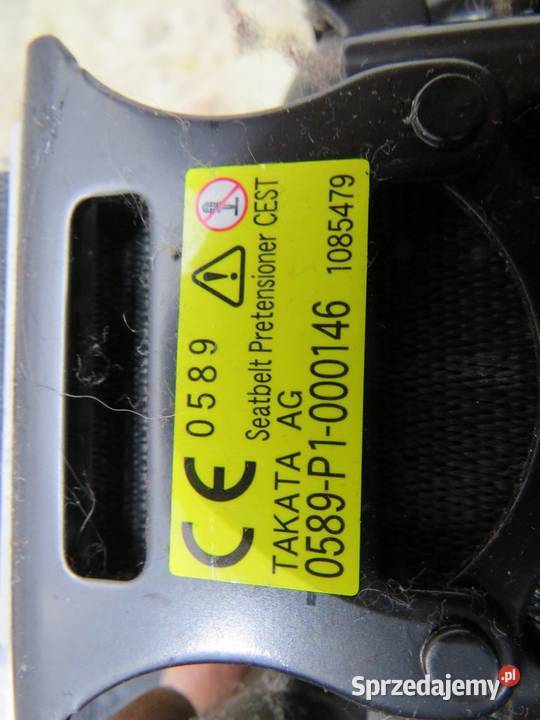 CE 0589
Seatbelt Pretensioner CEST
TAKATA AG
0589-P1-000146 1085479
Sprzedajemy.pl